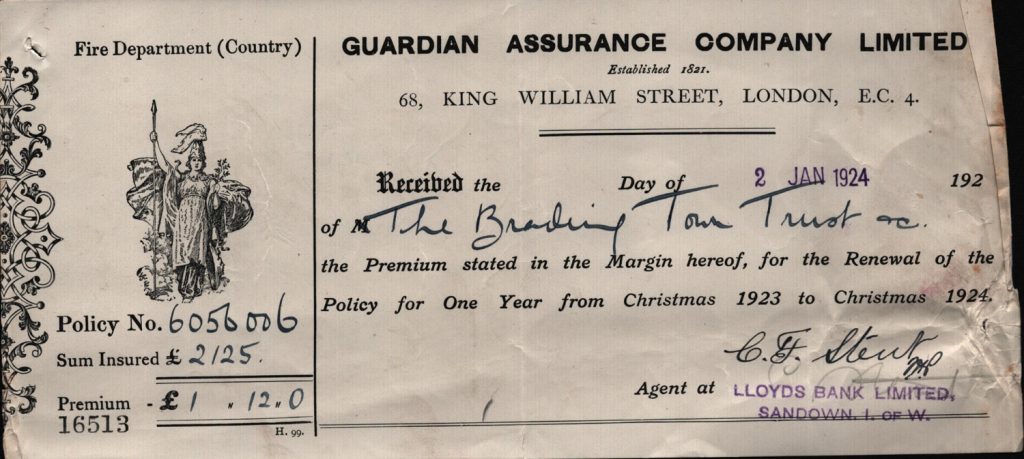 Fire Department (Country)
Policy No. 6056006
Sum Insured £ 2125.
Premium - £ 1 " 12 " 0
16513
H. 99.
GUARDIAN ASSURANCE COMPANY LIMITED
Established 1821.
68, KING WILLIAM STREET, LONDON, E.C. 4.
Received the Day of 2 JAN 1924 192
of M The Brading Town Trust &c.
the Premium stated in the Margin hereof, for the Renewal of the
Policy for One Year from Christmas 1923 to Christmas 1924.
C. F. Stent
Agent at LLOYDS BANK LIMITED,
SANDOWN. I. OF W.